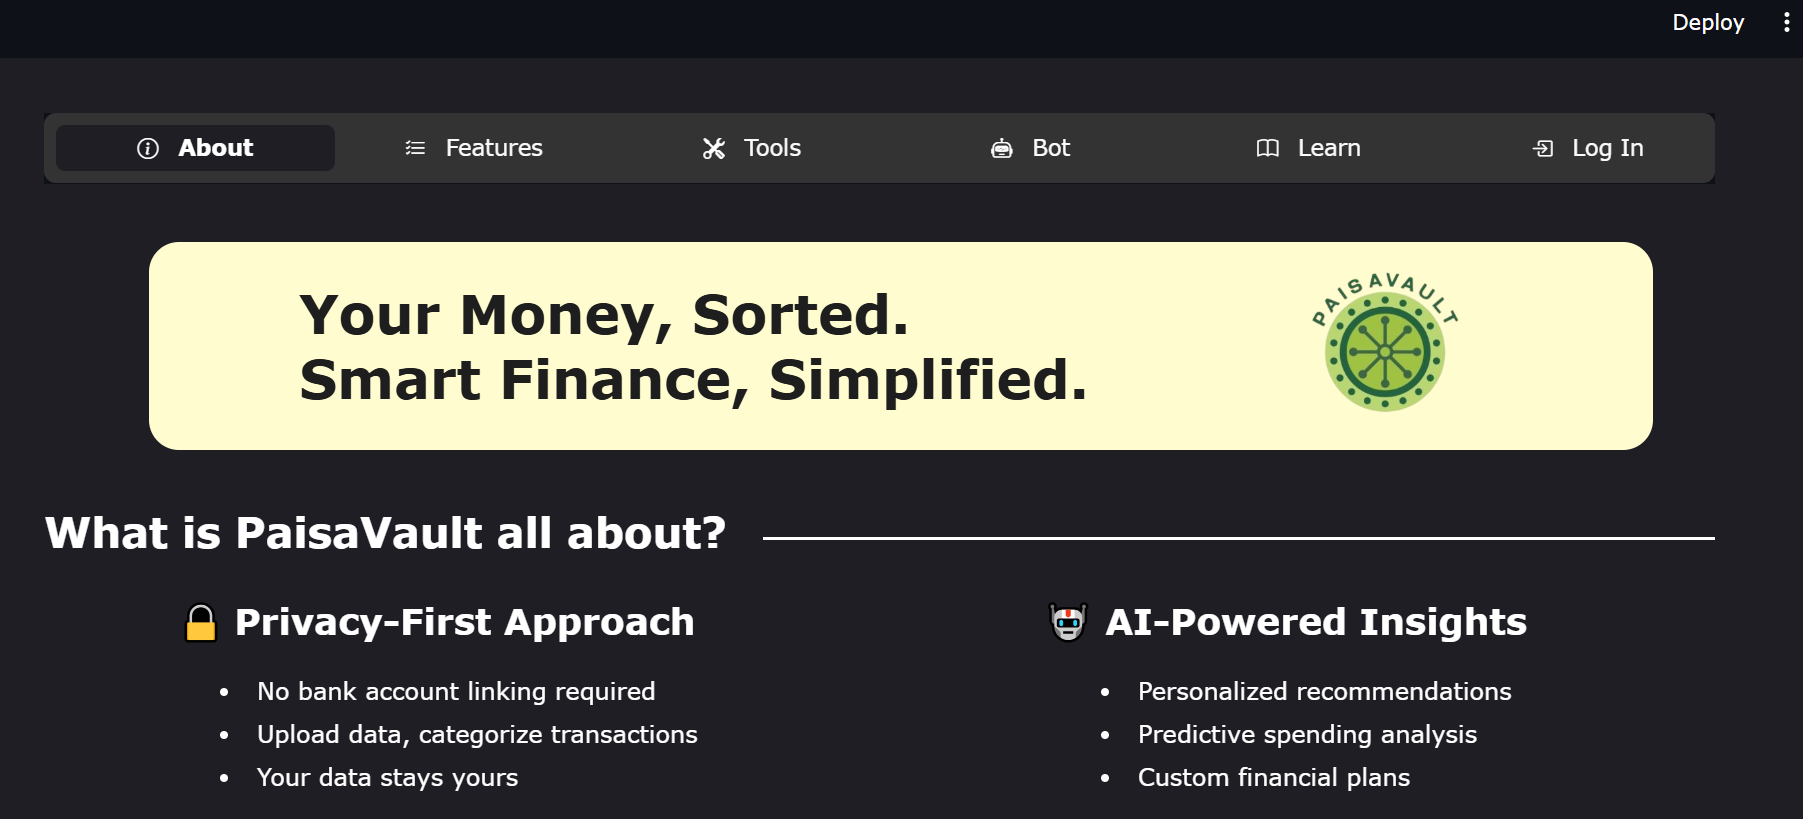 Deploy
About
Features
Tools
Bot
Learn
Log In
Your Money, Sorted.
Smart Finance, Simplified.
PAISAVAULT
What is PaisaVault all about?
Privacy-First Approach
• No bank account linking required
• Upload data, categorize transactions
• Your data stays yours
AI-Powered Insights
• Personalized recommendations
• Predictive spending analysis
• Custom financial plans